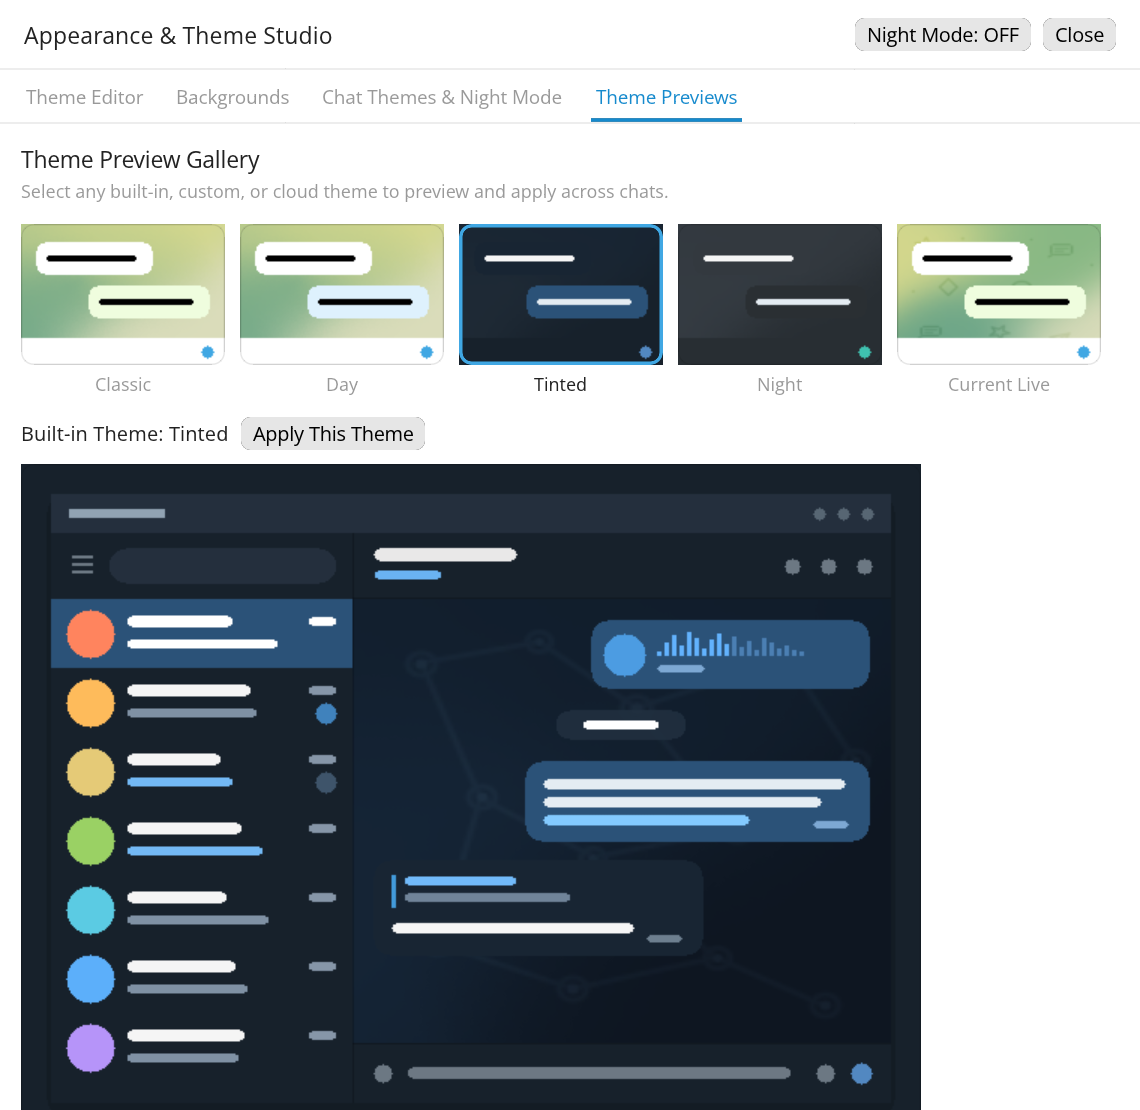 Appearance & Theme Studio
Night Mode: OFF
Close
Theme Editor
Backgrounds
Chat Themes & Night Mode
Theme Previews
Theme Preview Gallery
Select any built-in, custom, or cloud theme to preview and apply across chats.
Classic
Day
Tinted
Night
Current Live
Built-in Theme: Tinted
Apply This Theme